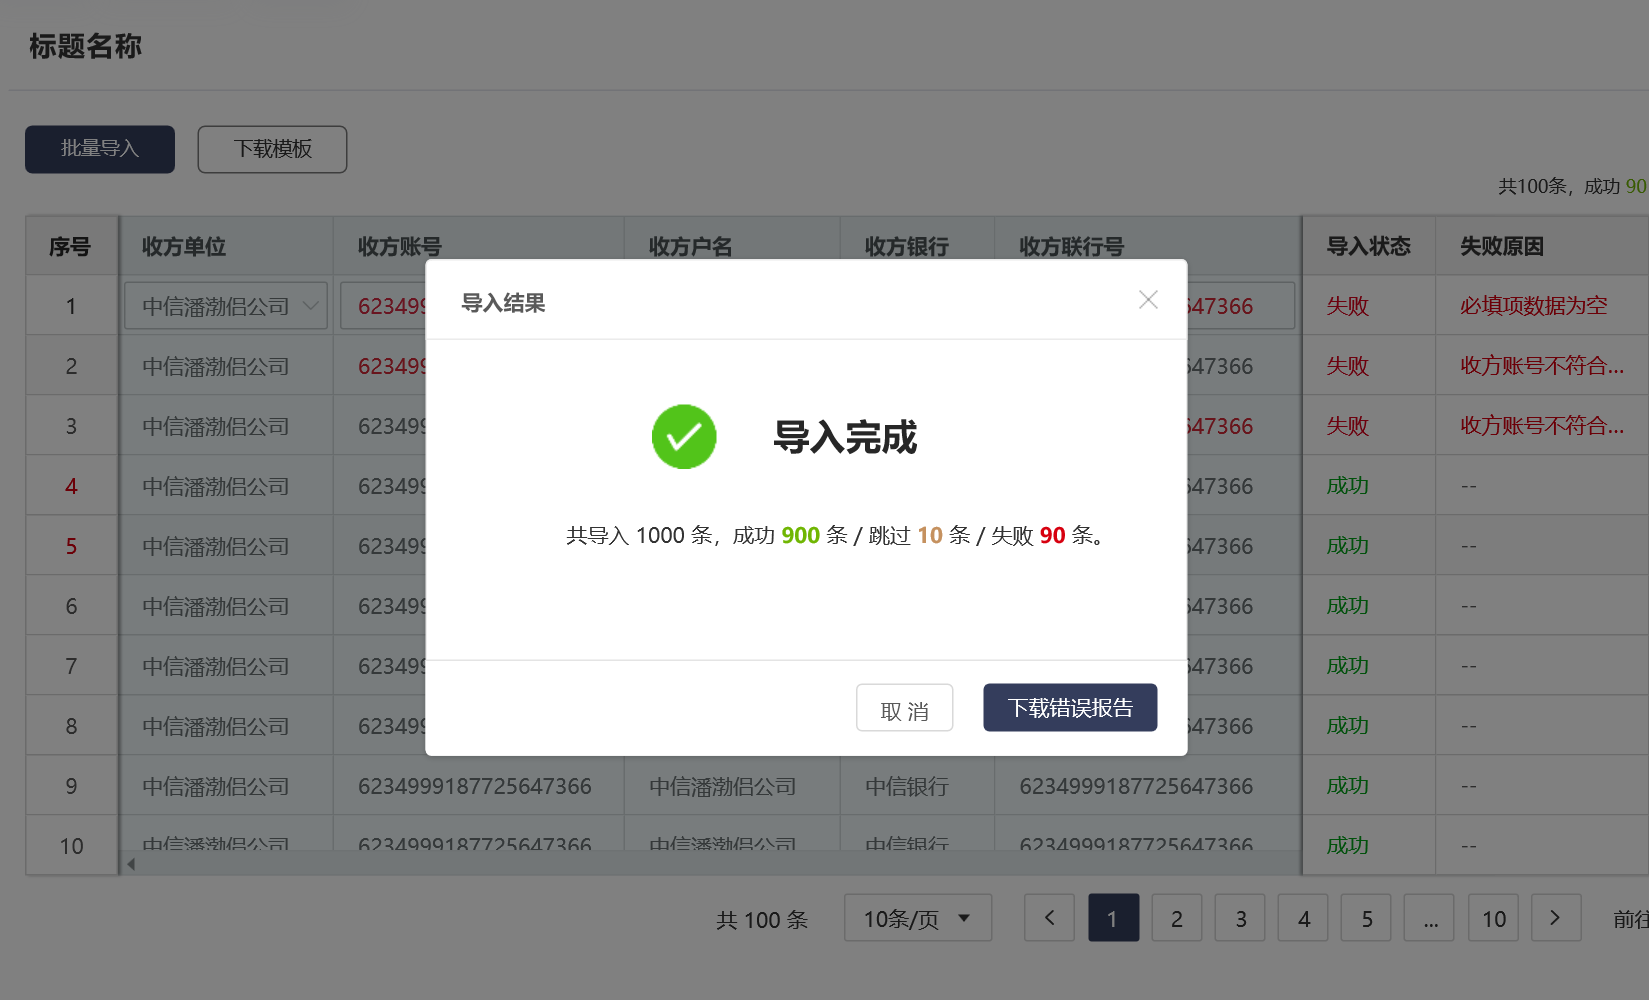 标题名称
批量导入 下载模板
共100条，成功 90
序号 收方单位 收方账号 收方户名 收方银行 收方联行号 导入状态 失败原因
1 中信潘渤侣公司 623499 647366 失败 必填项数据为空
2 中信潘渤侣公司 623499 647366 失败 收方账号不符合...
3 中信潘渤侣公司 623499 647366 失败 收方账号不符合...
4 中信潘渤侣公司 623499 647366 成功 --
5 中信潘渤侣公司 623499 647366 成功 --
6 中信潘渤侣公司 623499 647366 成功 --
7 中信潘渤侣公司 623499 647366 成功 --
8 中信潘渤侣公司 623499 647366 成功 --
9 中信潘渤侣公司 6234999187725647366 中信潘渤侣公司 中信银行 6234999187725647366 成功 --
10 中信潘渤侣公司 6234999187725647366 中信潘渤侣公司 中信银行 6234999187725647366 成功 --
导入结果
导入完成
共导入 1000 条，成功 900 条 / 跳过 10 条 / 失败 90 条。
取 消 下载错误报告
共 100 条 10条/页 1 2 3 4 5 ... 10 前往